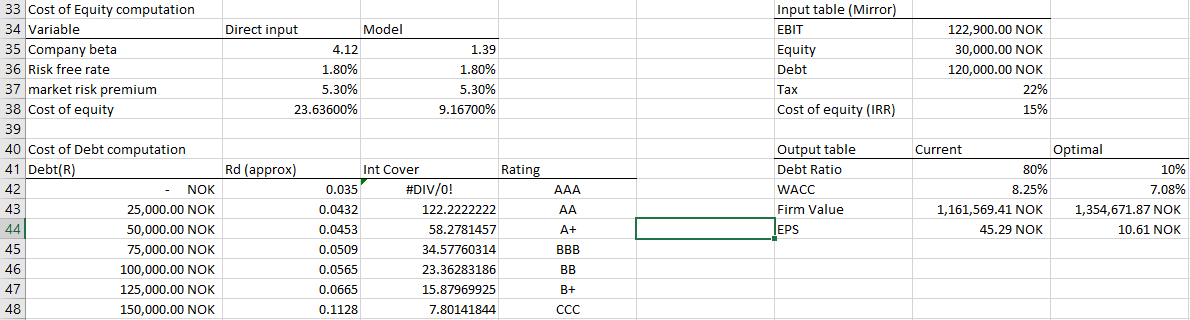 33 Cost of Equity computation Input table (Mirror)
34 Variable Direct input Model EBIT 122,900.00 NOK
35 Company beta 4.12 1.39 Equity 30,000.00 NOK
36 Risk free rate 1.80% 1.80% Debt 120,000.00 NOK
37 market risk premium 5.30% 5.30% Tax 22%
38 Cost of equity 23.63600% 9.16700% Cost of equity (IRR) 15%
39
40 Cost of Debt computation Output table Current Optimal
41 Debt(R) Rd (approx) Int Cover Rating Debt Ratio 80% 10%
42 - NOK 0.035 #DIV/0! AAA WACC 8.25% 7.08%
43 25,000.00 NOK 0.0432 122.2222222 AA Firm Value 1,161,569.41 NOK 1,354,671.87 NOK
44 50,000.00 NOK 0.0453 58.2781457 A+ EPS 45.29 NOK 10.61 NOK
45 75,000.00 NOK 0.0509 34.57760314 BBB
46 100,000.00 NOK 0.0565 23.36283186 BB
47 125,000.00 NOK 0.0665 15.87969925 B+
48 150,000.00 NOK 0.1128 7.80141844 CCC